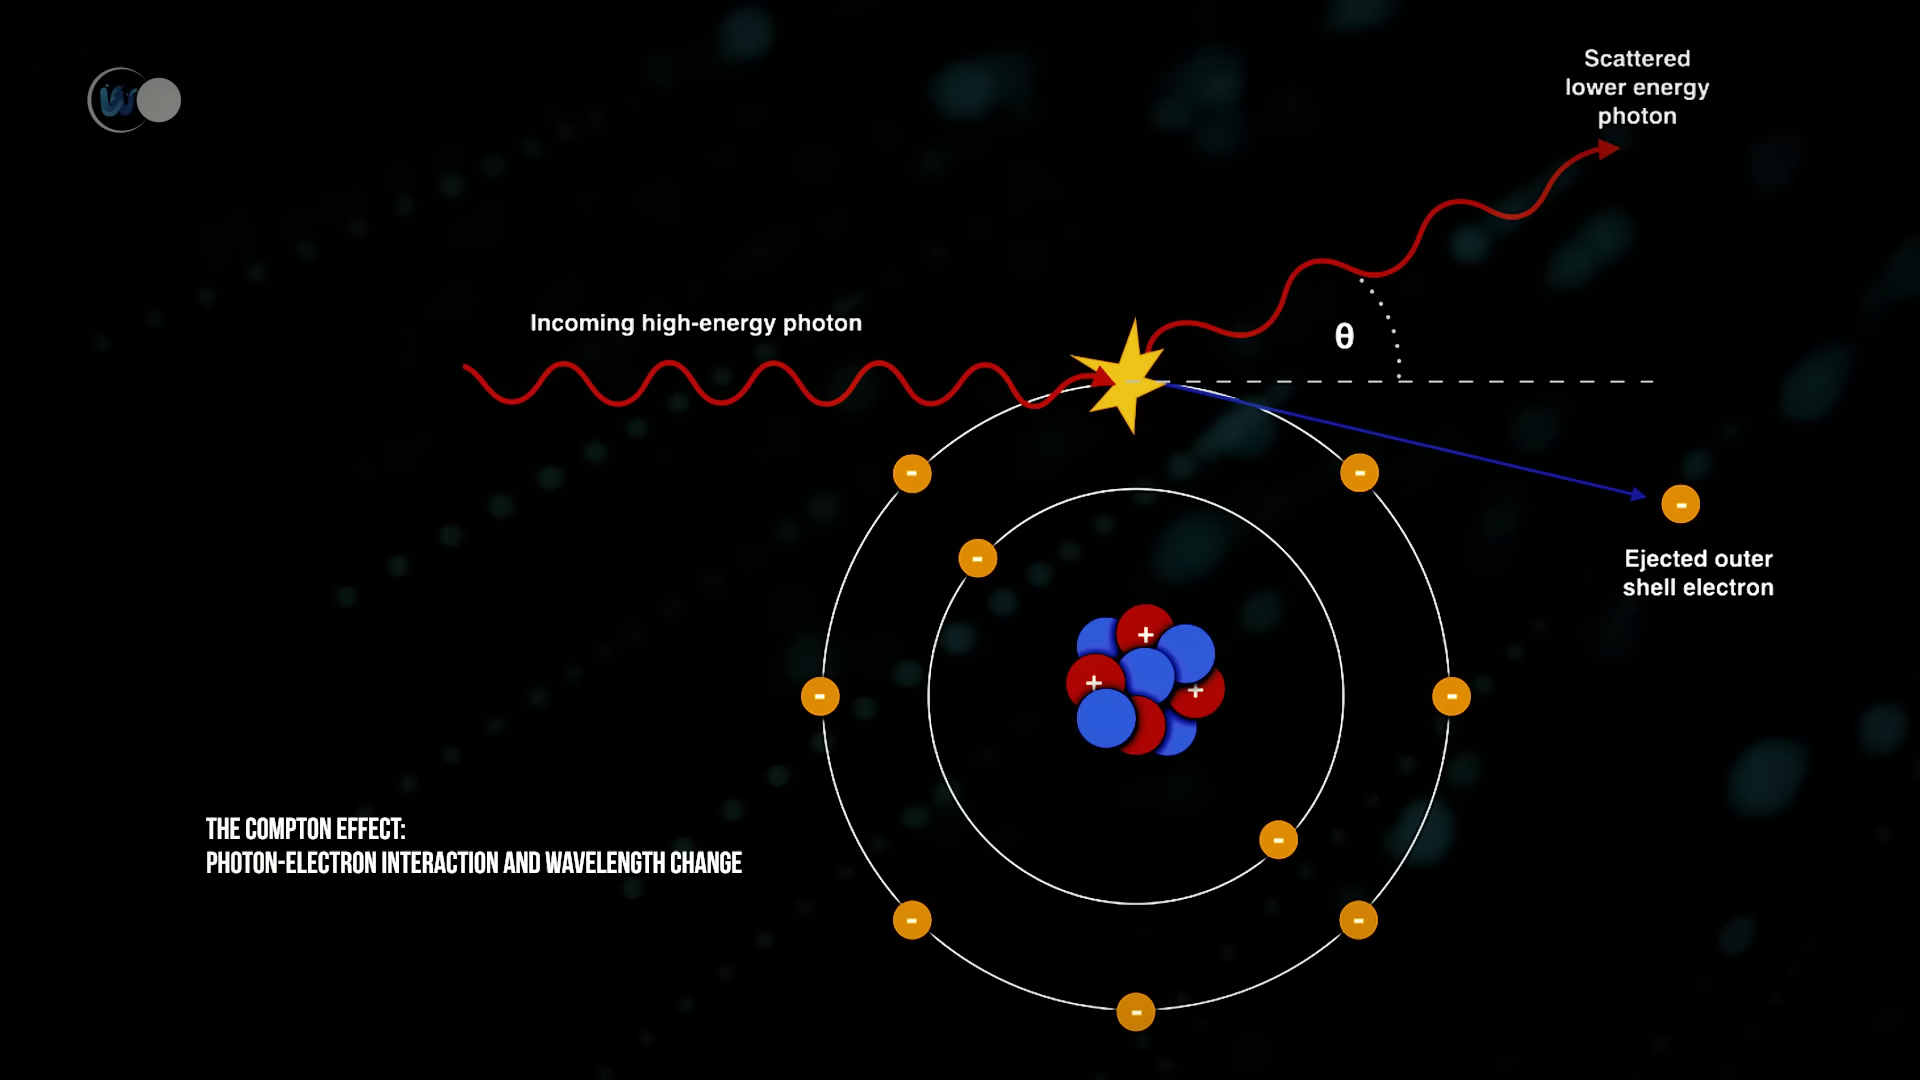 Scattered
lower energy
photon
Incoming high-energy photon
θ
Ejected outer
shell electron
THE COMPTON EFFECT:
PHOTON-ELECTRON INTERACTION AND WAVELENGTH CHANGE
-
-
-
-
-
-
-
-
-
-
+
+
+
W